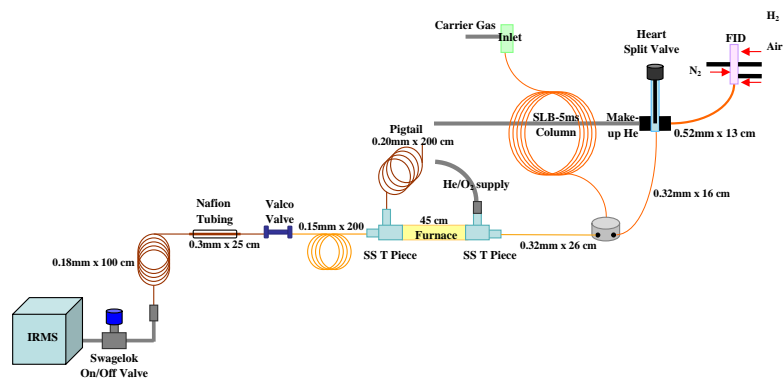 H2
Carrier Gas
Inlet
Heart
Split Valve
FID
Air
N2
Pigtail
0.20mm x 200 cm
SLB-5ms
Column
Make-
up He
0.52mm x 13 cm
He/O2 supply
0.32mm x 16 cm
Nafion
Tubing
Valco
Valve
0.15mm x 200
45 cm
Furnace
0.3mm x 25 cm
0.32mm x 26 cm
SS T Piece
SS T Piece
0.18mm x 100 cm
IRMS
Swagelok
On/Off Valve